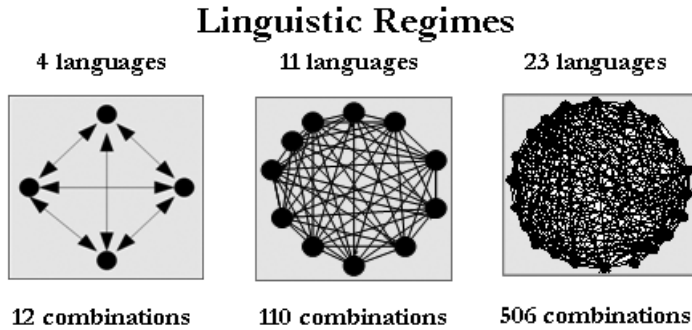 Linguistic Regimes
4 languages 11 languages 23 languages
12 combinations 110 combinations 506 combinations